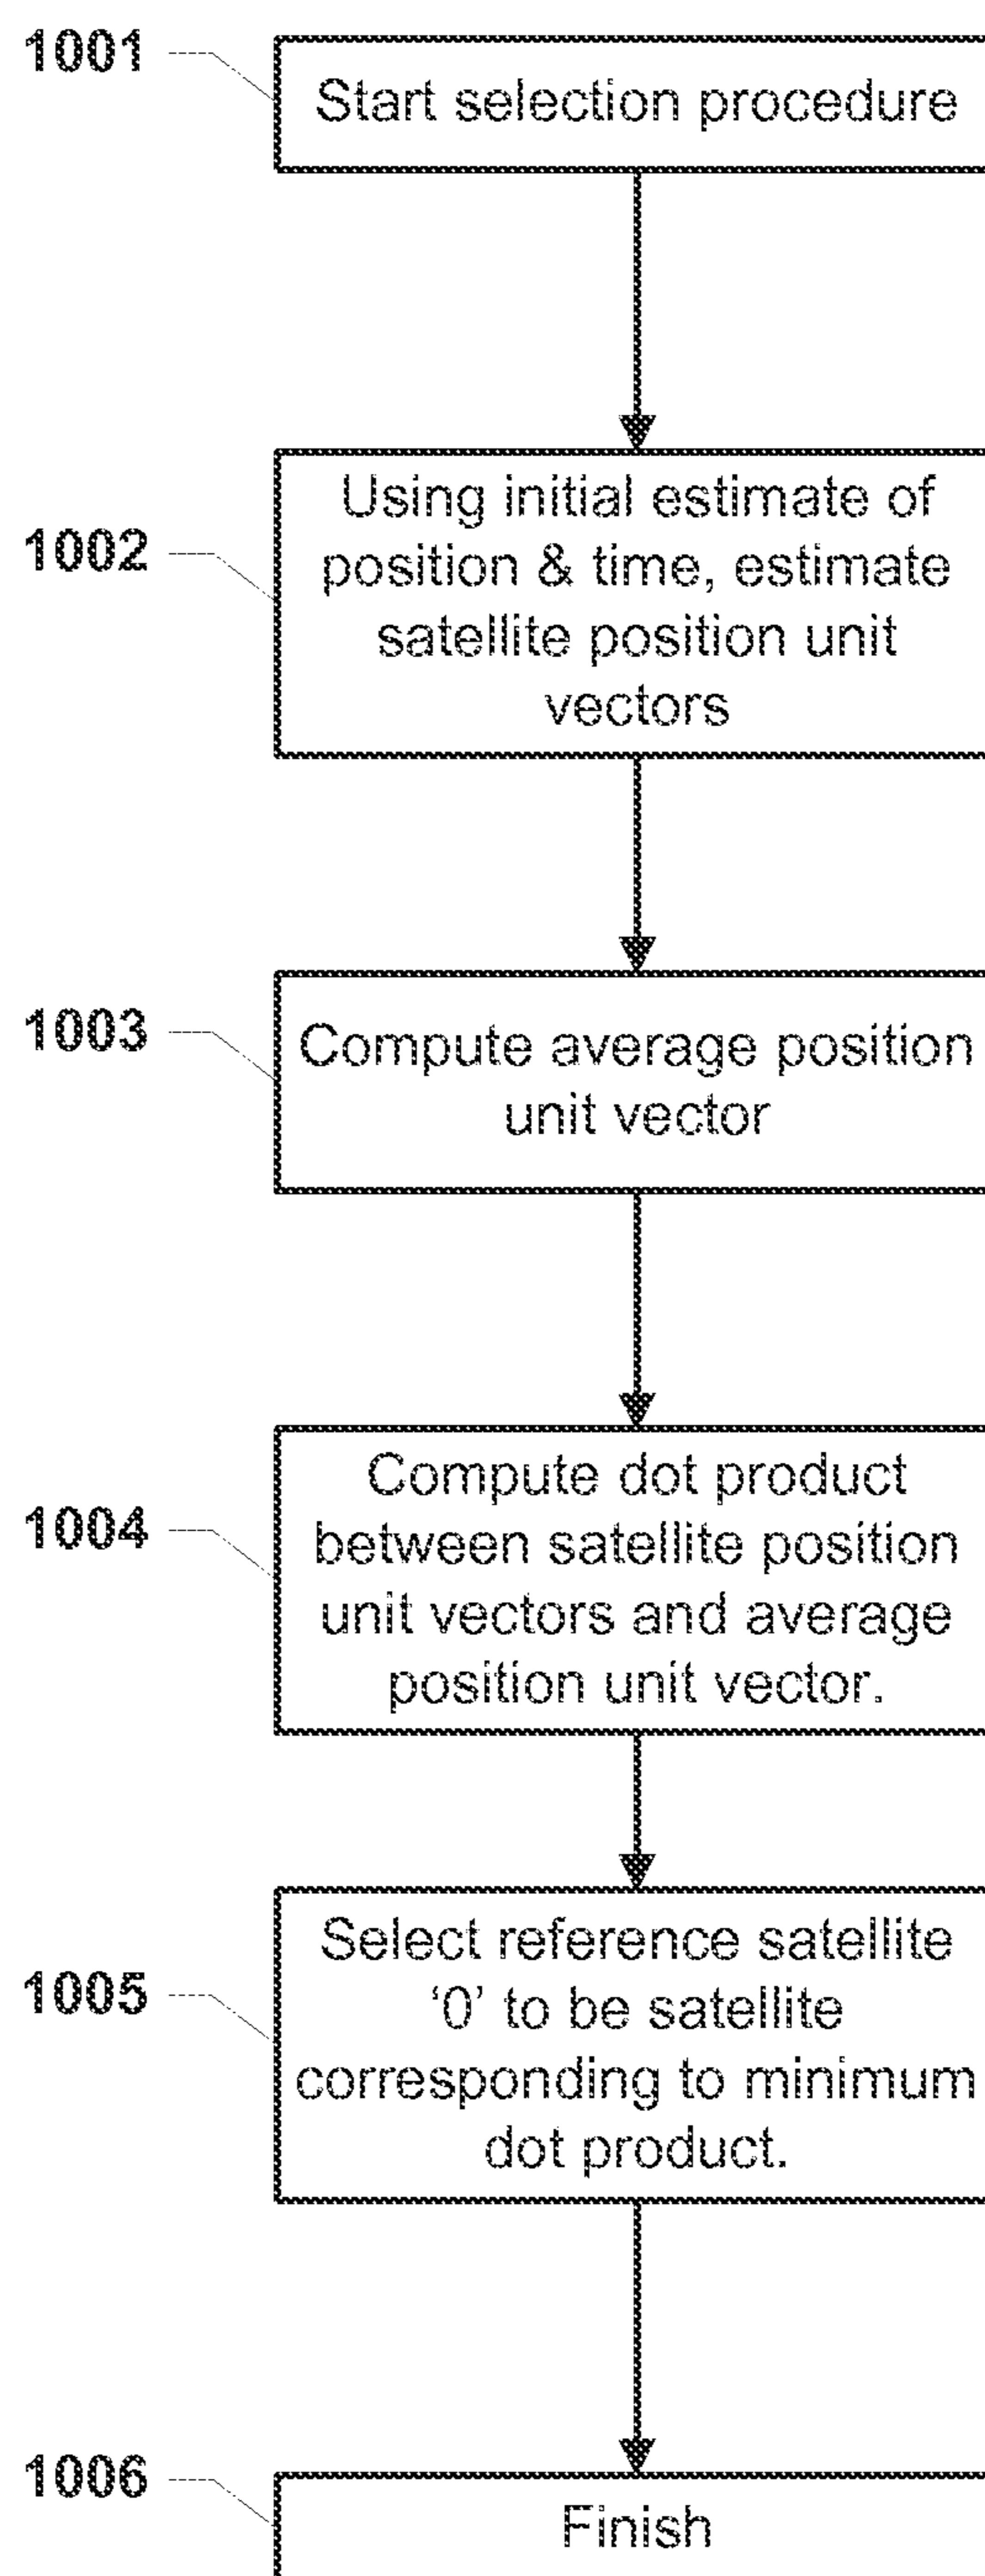 1001
Start selection procedure
1002
Using initial estimate of
position & time, estimate
satellite position unit
vectors
1003
Compute average position
unit vector
1004
Compute dot product
between satellite position
unit vectors and average
position unit vector.
1005
Select reference satellite
‘0’ to be satellite
corresponding to minimum
dot product.
1006
Finish